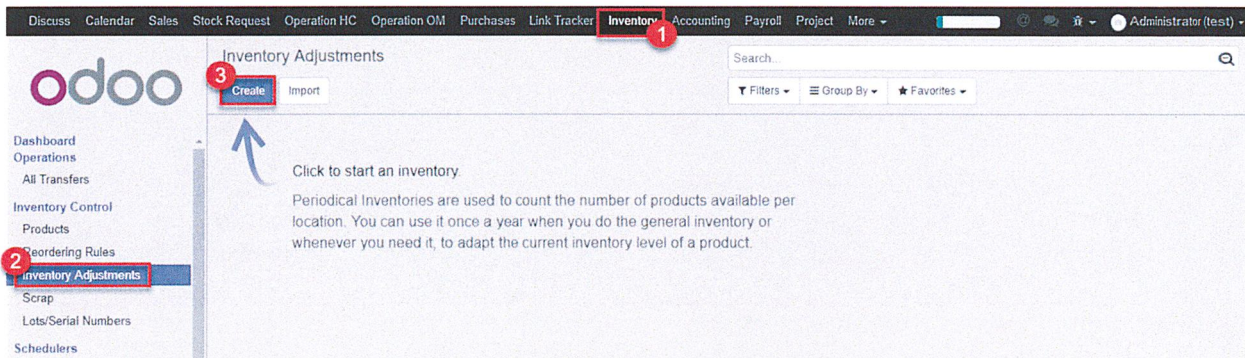 Discuss Calendar Sales Stock Request Operation HC Operation OM Purchases Link Tracker Inventory Accounting Payroll Project More Administrator (test)
1
odoo
Inventory Adjustments
Search...
3
Create Import
Filters Group By Favorites
Dashboard
Operations
All Transfers
Inventory Control
Products
Reordering Rules
2
Inventory Adjustments
Scrap
Lots/Serial Numbers
Schedulers
Click to start an inventory.
Periodical Inventories are used to count the number of products available per
location. You can use it once a year when you do the general inventory or
whenever you need it, to adapt the current inventory level of a product.